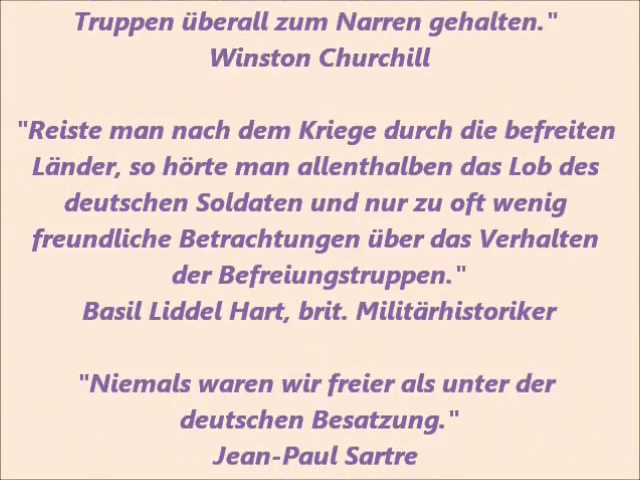 Truppen überall zum Narren gehalten."
Winston Churchill
"Reiste man nach dem Kriege durch die befreiten
Länder, so hörte man allenthalben das Lob des
deutschen Soldaten und nur zu oft wenig
freundliche Betrachtungen über das Verhalten
der Befreiungstruppen."
Basil Liddel Hart, brit. Militärhistoriker
"Niemals waren wir freier als unter der
deutschen Besatzung."
Jean-Paul Sartre